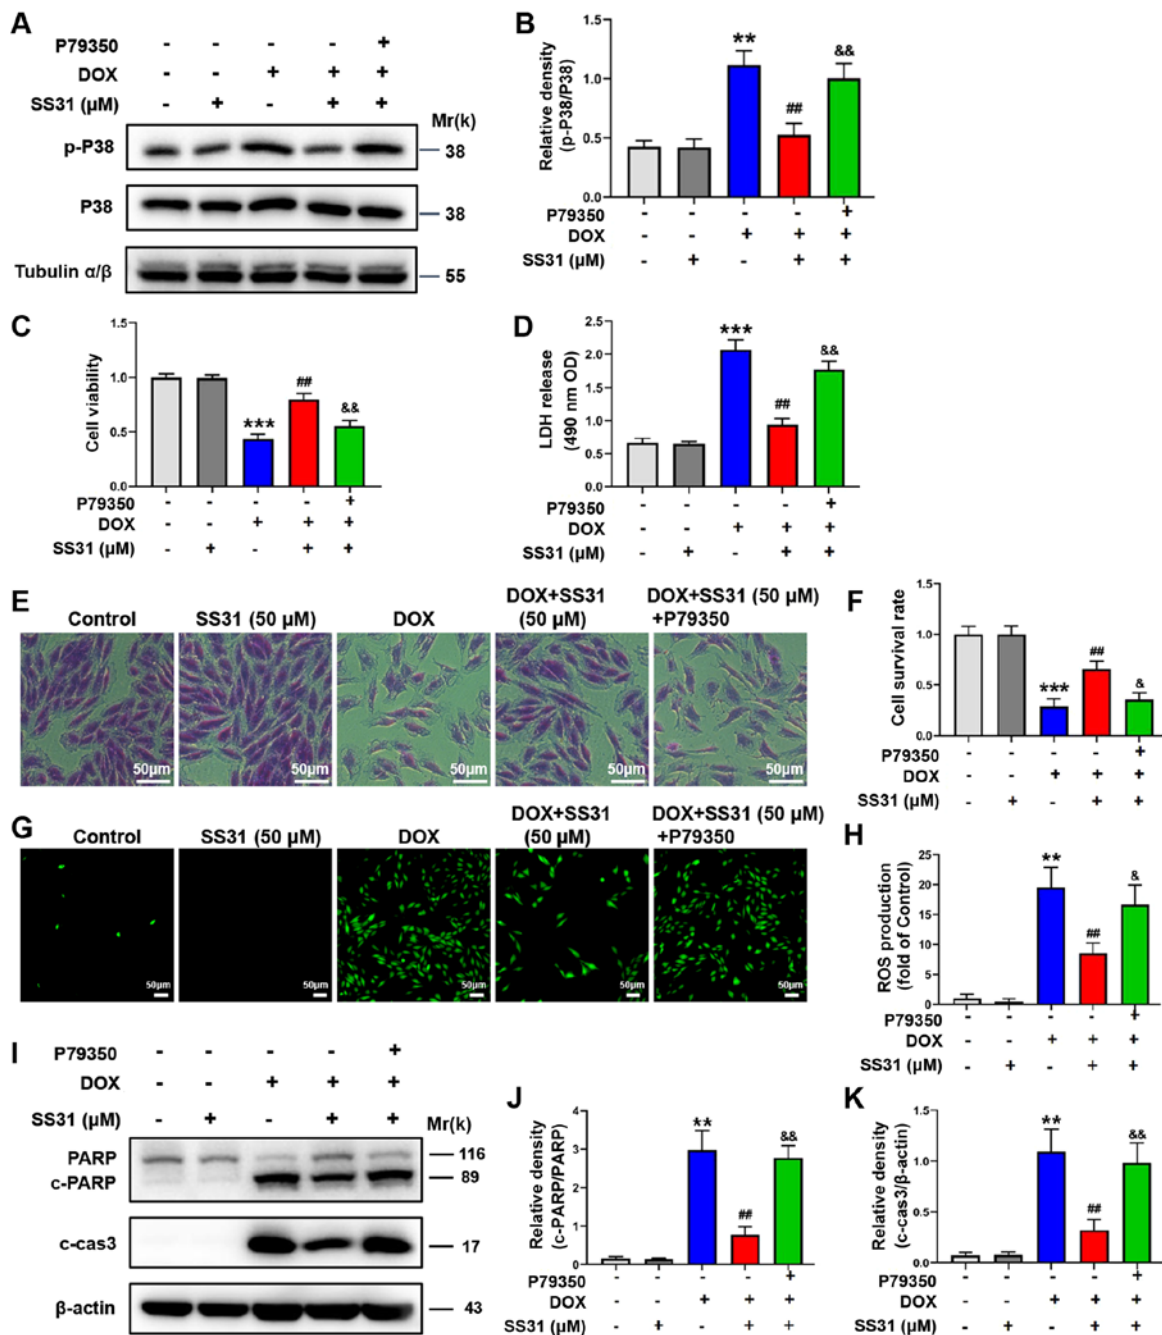 A
P79350 - - - - +
DOX - - + + +
SS31 (µM) - + - + +
Mr(k)
p-P38 38
P38 38
Tubulin α/β 55
B
Relative density
(p-P38/P38)
1.5
1.0
0.5
0.0
**
##
&&
P79350 - - - - +
DOX - - + + +
SS31 (µM) - + - + +
C
Cell viability
1.5
1.0
0.5
0.0
***
##
&&
P79350 - - - - +
DOX - - + + +
SS31 (µM) - + - + +
D
LDH release
(490 nm OD)
2.5
2.0
1.5
1.0
0.5
0.0
***
##
&&
P79350 - - - - +
DOX - - + + +
SS31 (µM) - + - + +
E
Control
SS31 (50 µM)
DOX
DOX+SS31
(50 µM)
DOX+SS31 (50 µM)
+P79350
50µm
50µm
50µm
50µm
50µm
F
Cell survival rate
1.5
1.0
0.5
0.0
***
##
&
P79350 - - - - +
DOX - - + + +
SS31 (µM) - + - + +
G
Control
SS31 (50 µM)
DOX
DOX+SS31
(50 µM)
DOX+SS31 (50 µM)
+P79350
50µm
50µm
50µm
50µm
50µm
H
ROS production
(fold of Control)
25
20
15
10
5
0
**
##
&
P79350 - - - - +
DOX - - + + +
SS31 (µM) - + - + +
I
P79350 - - - - +
DOX - - + + +
SS31 (µM) - + - + +
Mr(k)
PARP 116
c-PARP 89
c-cas3 17
β-actin 43
J
Relative density
(c-PARP/PARP)
4
3
2
1
0
**
##
&&
P79350 - - - - +
DOX - - + + +
SS31 (µM) - + - + +
K
Relative density
(c-cas3/β-actin)
1.5
1.0
0.5
0.0
**
##
&&
P79350 - - - - +
DOX - - + + +
SS31 (µM) - + - + +